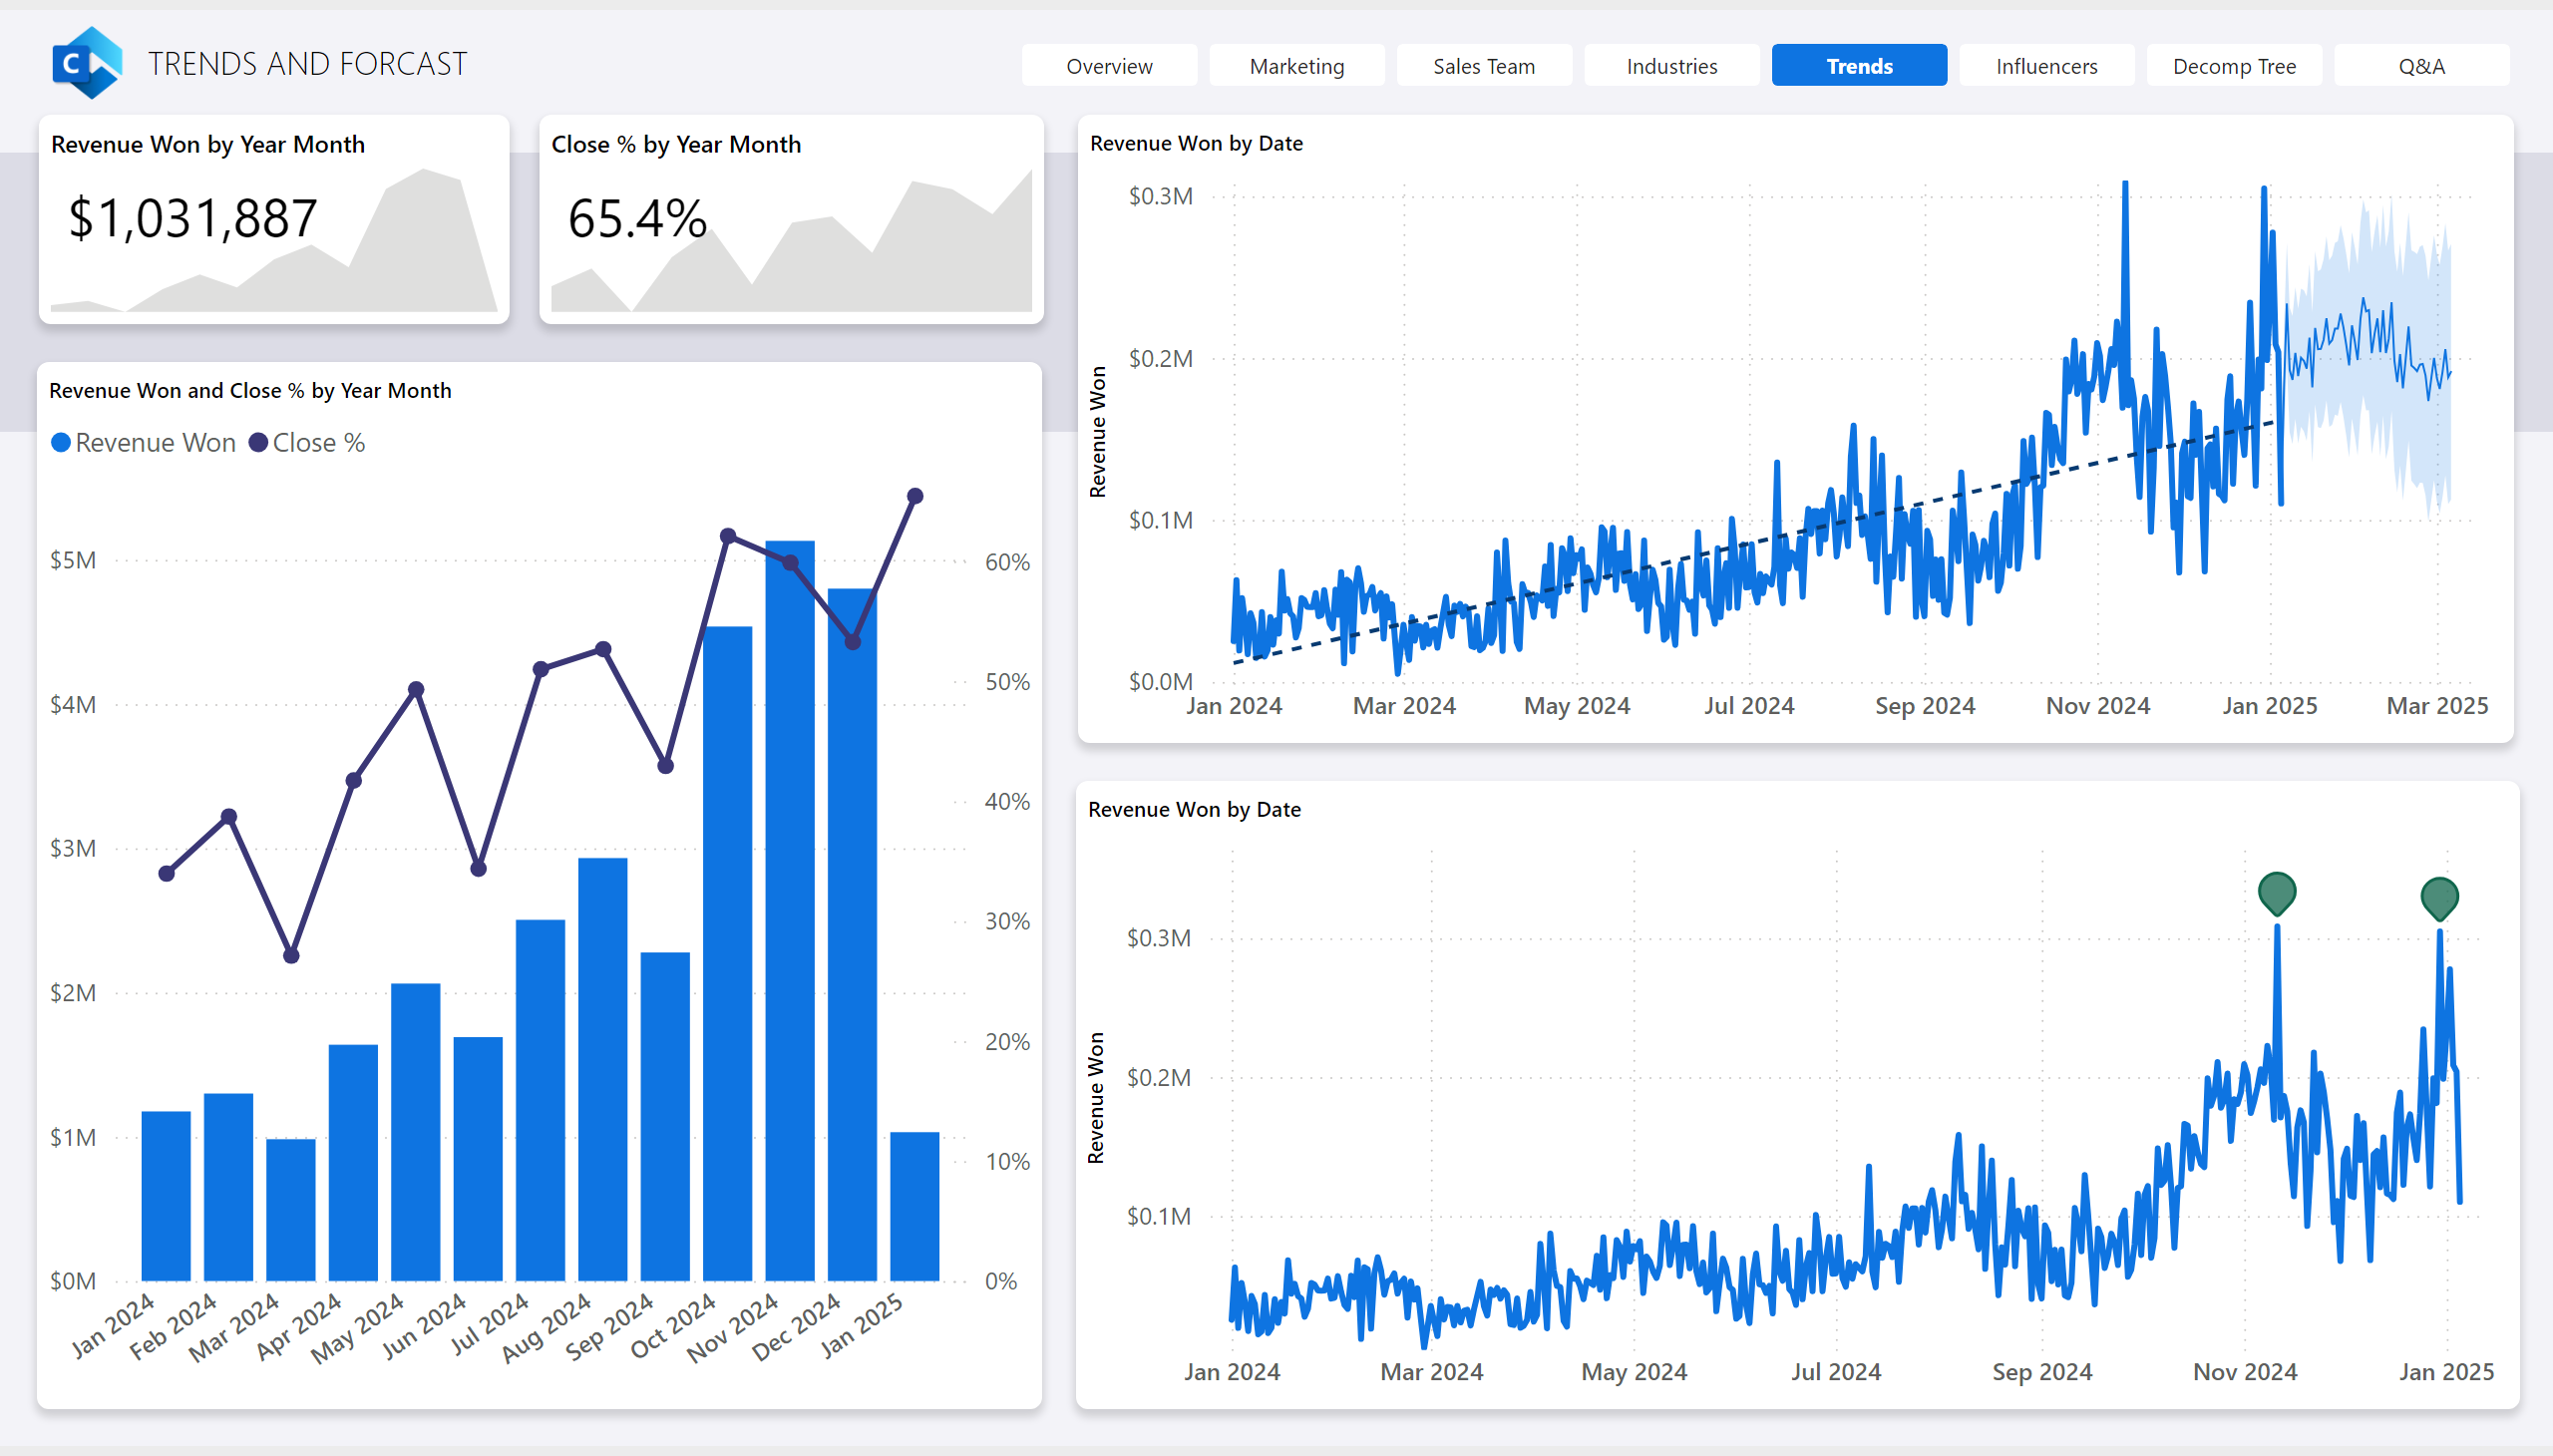 C
TRENDS AND FORCAST
Overview
Marketing
Sales Team
Industries
Trends
Influencers
Decomp Tree
Q&A
Revenue Won by Year Month
$1,031,887
Close % by Year Month
65.4%
Revenue Won and Close % by Year Month
Revenue Won
Close %
$5M
$4M
$3M
$2M
$1M
$0M
60%
50%
40%
30%
20%
10%
0%
Jan 2024
Feb 2024
Mar 2024
Apr 2024
May 2024
Jun 2024
Jul 2024
Aug 2024
Sep 2024
Oct 2024
Nov 2024
Dec 2024
Jan 2025
Revenue Won by Date
Revenue Won
$0.3M
$0.2M
$0.1M
$0.0M
Jan 2024
Mar 2024
May 2024
Jul 2024
Sep 2024
Nov 2024
Jan 2025
Mar 2025
Revenue Won by Date
Revenue Won
$0.3M
$0.2M
$0.1M
Jan 2024
Mar 2024
May 2024
Jul 2024
Sep 2024
Nov 2024
Jan 2025